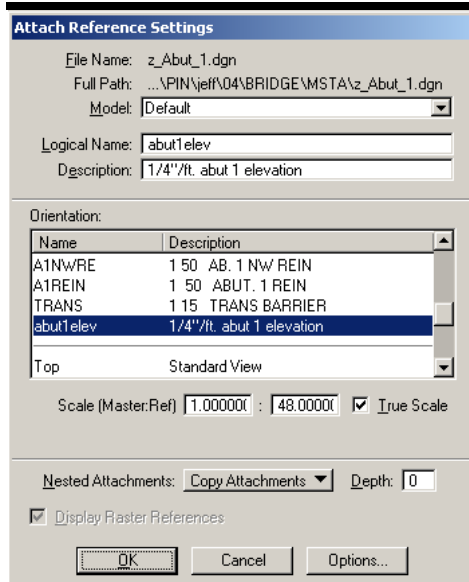 Attach Reference Settings
File Name: z_Abut_1.dgn
Full Path: ...\PIN\jeff\04\BRIDGE\MSTA\z_Abut_1.dgn
Model: Default
Logical Name: abut1elev
Description: 1/4"/ft. abut 1 elevation
Orientation:
Name Description
A1NWRE 1 50 AB. 1 NW REIN
A1REIN 1 50 ABUT. 1 REIN
TRANS 1 15 TRANS BARRIER
abut1elev 1/4"/ft. abut 1 elevation
Top Standard View
Scale (Master:Ref) 1.000000 : 48.00000 True Scale
Nested Attachments: Copy Attachments Depth: 0
Display Raster References
OK Cancel Options...